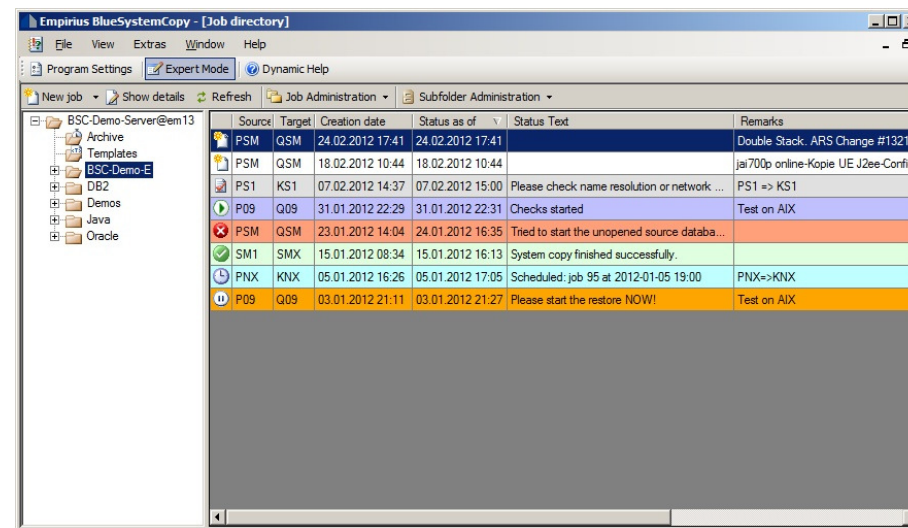 Empirius BlueSystemCopy - [Job directory]
File View Extras Window Help
Program Settings Expert Mode Dynamic Help
New job Show details Refresh Job Administration Subfolder Administration
BSC-Demo-Server@em13
Archive
Templates
BSC-Demo-E
DB2
Demos
Java
Oracle
Source Target Creation date Status as of Status Text Remarks
PSM QSM 24.02.2012 17:41 24.02.2012 17:41 Double Stack. ARS Change #1321
PSM QSM 18.02.2012 10:44 18.02.2012 10:44 jai700p online-Kopie UE J2ee-Confi
PS1 KS1 07.02.2012 14:37 07.02.2012 15:00 Please check name resolution or network ... PS1 => KS1
P09 Q09 31.01.2012 22:29 31.01.2012 22:31 Checks started Test on AIX
PSM QSM 23.01.2012 14:04 24.01.2012 16:35 Tried to start the unopened source databa...
SM1 SMX 15.01.2012 08:34 15.01.2012 16:13 System copy finished successfully.
PNX KNX 05.01.2012 16:26 05.01.2012 17:05 Scheduled: job 95 at 2012-01-05 19:00 PNX=>KNX
P09 Q09 03.01.2012 21:11 03.01.2012 21:27 Please start the restore NOW! Test on AIX